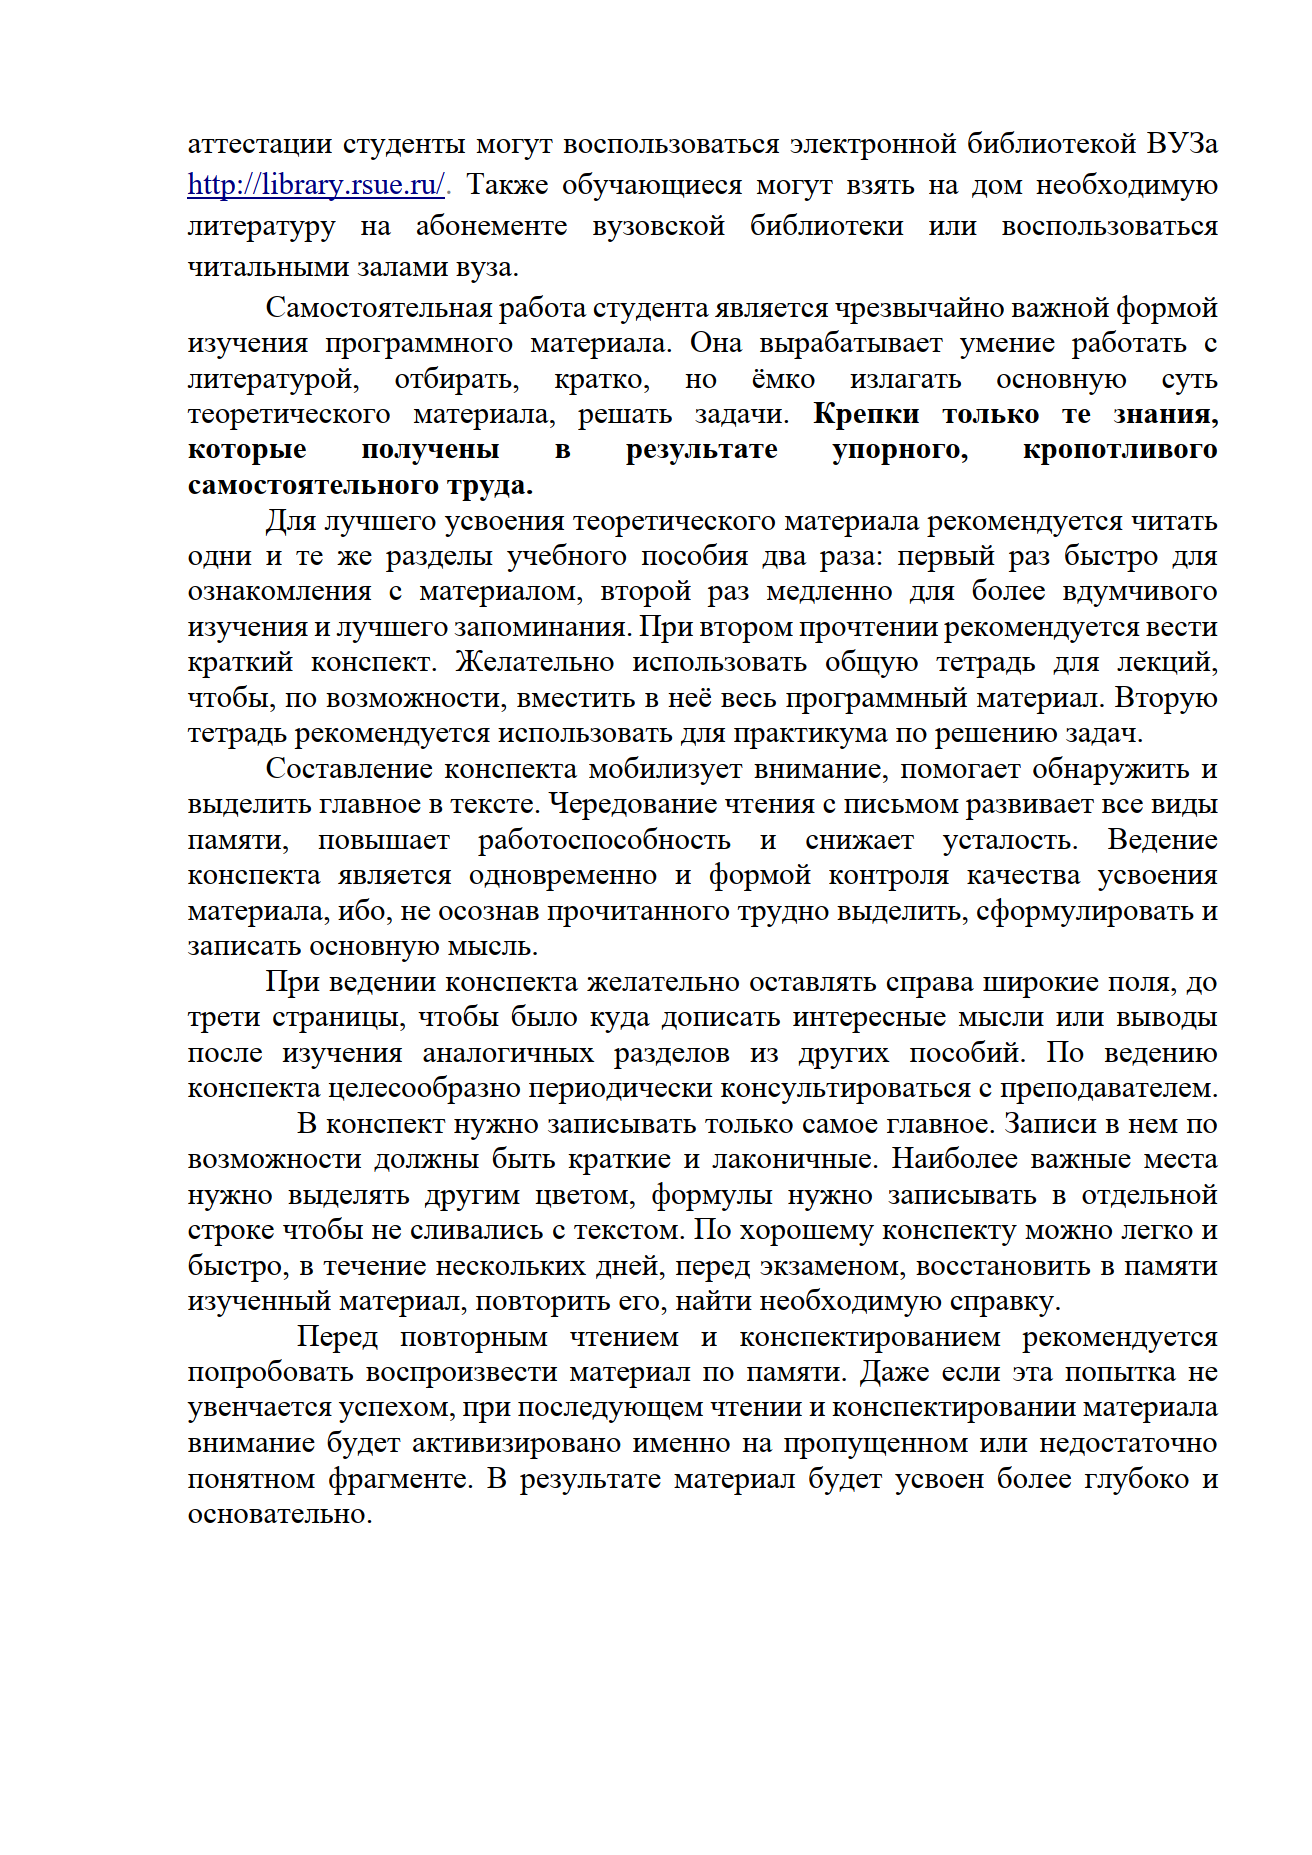 аттестации студенты могут воспользоваться электронной библиотекой ВУЗа
http://library.rsue.ru/. Также обучающиеся могут взять на дом необходимую
литературу на абонементе вузовской библиотеки или воспользоваться
читальными залами вуза.
Самостоятельная работа студента является чрезвычайно важной формой
изучения программного материала. Она вырабатывает умение работать с
литературой, отбирать, кратко, но ёмко излагать основную суть
теоретического материала, решать задачи. Крепки только те знания,
которые получены в результате упорного, кропотливого
самостоятельного труда.
Для лучшего усвоения теоретического материала рекомендуется читать
одни и те же разделы учебного пособия два раза: первый раз быстро для
ознакомления с материалом, второй раз медленно для более вдумчивого
изучения и лучшего запоминания. При втором прочтении рекомендуется вести
краткий конспект. Желательно использовать общую тетрадь для лекций,
чтобы, по возможности, вместить в неё весь программный материал. Вторую
тетрадь рекомендуется использовать для практикума по решению задач.
Составление конспекта мобилизует внимание, помогает обнаружить и
выделить главное в тексте. Чередование чтения с письмом развивает все виды
памяти, повышает работоспособность и снижает усталость. Ведение
конспекта является одновременно и формой контроля качества усвоения
материала, ибо, не осознав прочитанного трудно выделить, сформулировать и
записать основную мысль.
При ведении конспекта желательно оставлять справа широкие поля, до
трети страницы, чтобы было куда дописать интересные мысли или выводы
после изучения аналогичных разделов из других пособий. По ведению
конспекта целесообразно периодически консультироваться с преподавателем.
В конспект нужно записывать только самое главное. Записи в нем по
возможности должны быть краткие и лаконичные. Наиболее важные места
нужно выделять другим цветом, формулы нужно записывать в отдельной
строке чтобы не сливались с текстом. По хорошему конспекту можно легко и
быстро, в течение нескольких дней, перед экзаменом, восстановить в памяти
изученный материал, повторить его, найти необходимую справку.
Перед повторным чтением и конспектированием рекомендуется
попробовать воспроизвести материал по памяти. Даже если эта попытка не
увенчается успехом, при последующем чтении и конспектировании материала
внимание будет активизировано именно на пропущенном или недостаточно
понятном фрагменте. В результате материал будет усвоен более глубоко и
основательно.